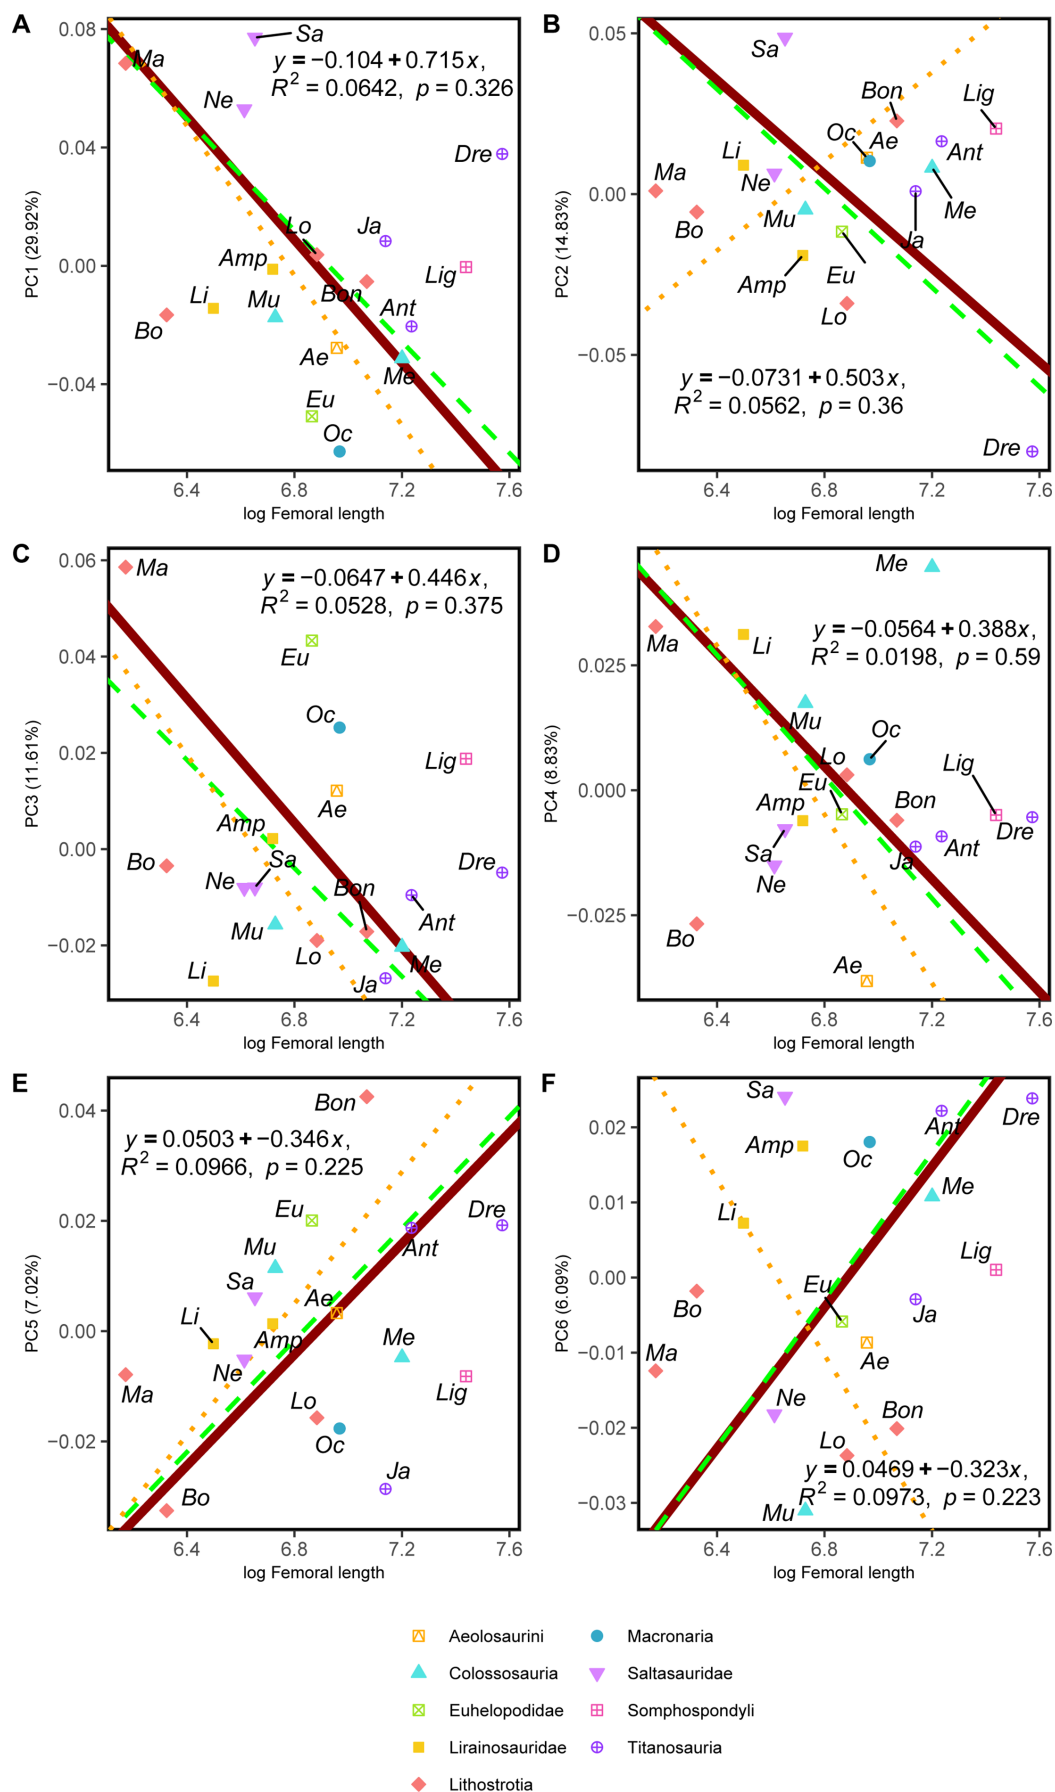 A
0.08
0.04
0.00
−0.04
PC1 (29.92%)
Sa
y = −0.104 + 0.715x,
R² = 0.0642, p = 0.326
Ma
Ne
Dre
Lo
Ja
Amp
Lig
Bon
Li
Mu
Ant
Bo
Ae
Me
Eu
Oc
6.4 6.8 7.2 7.6
log Femoral length
B
0.05
0.00
−0.05
PC2 (14.83%)
Sa
Bon
Lig
Oc
Ae
Li
Ant
Ma
Ne
Me
Mu
Bo
Ja
Eu
Amp
Lo
y = −0.0731 + 0.503x,
R² = 0.0562, p = 0.36
Dre
6.4 6.8 7.2 7.6
log Femoral length
C
0.06
0.04
0.02
0.00
−0.02
PC3 (11.61%)
Ma
y = −0.0647 + 0.446x,
R² = 0.0528, p = 0.375
Eu
Oc
Lig
Ae
Amp
Bo
Sa
Dre
Ne
Bon
Ant
Mu
Lo
Me
Li
Ja
6.4 6.8 7.2 7.6
log Femoral length
D
0.025
0.000
−0.025
PC4 (8.83%)
Me
y = −0.0564 + 0.388x,
R² = 0.0198, p = 0.59
Ma
Li
Mu
Oc
Lo
Lig
Eu
Amp
Bon
Dre
Ant
Sa
Ja
Ne
Bo
Ae
6.4 6.8 7.2 7.6
log Femoral length
E
0.04
0.02
0.00
−0.02
PC5 (7.02%)
Bon
y = 0.0503 + −0.346x,
R² = 0.0966, p = 0.225
Eu
Dre
Mu
Ant
Sa
Ae
Li
Amp
Me
Ne
Ma
Lig
Lo
Oc
Ja
Bo
6.4 6.8 7.2 7.6
log Femoral length
F
0.02
0.01
0.00
−0.01
−0.02
−0.03
PC6 (6.09%)
Sa
Ant
Dre
Amp
Oc
Me
Li
Lig
Eu
Bo
Ja
Ma
Ae
Ne
Bon
Lo
y = 0.0469 + −0.323x,
R² = 0.0973, p = 0.223
Mu
6.4 6.8 7.2 7.6
log Femoral length
Aeolosaurini
Colossosauria
Euhelopodidae
Lirainosauridae
Lithostrotia
Macronaria
Saltasauridae
Somphospondyli
Titanosauria